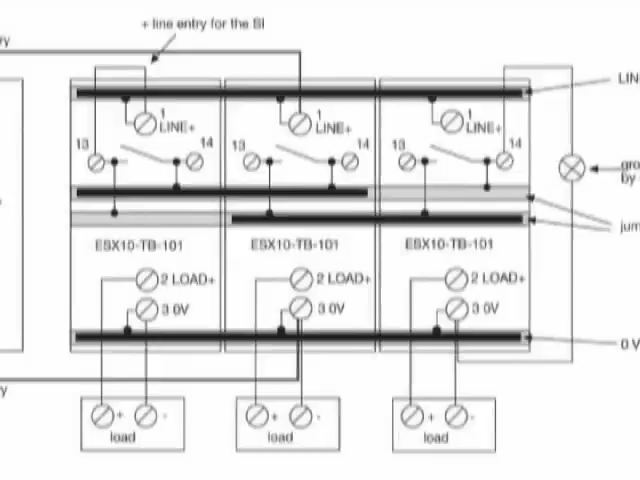 + line entry for the SI
ry
LIN
1 1 1
LINE+ LINE+ LINE+
13 14 13 14 13 14
gro
by
jum
ESX10-TB-101 ESX10-TB-101 ESX10-TB-101
2 LOAD+ 2 LOAD+ 2 LOAD+
3 0V 3 0V 3 0V
0 V
ry
+ - + - + -
load load load